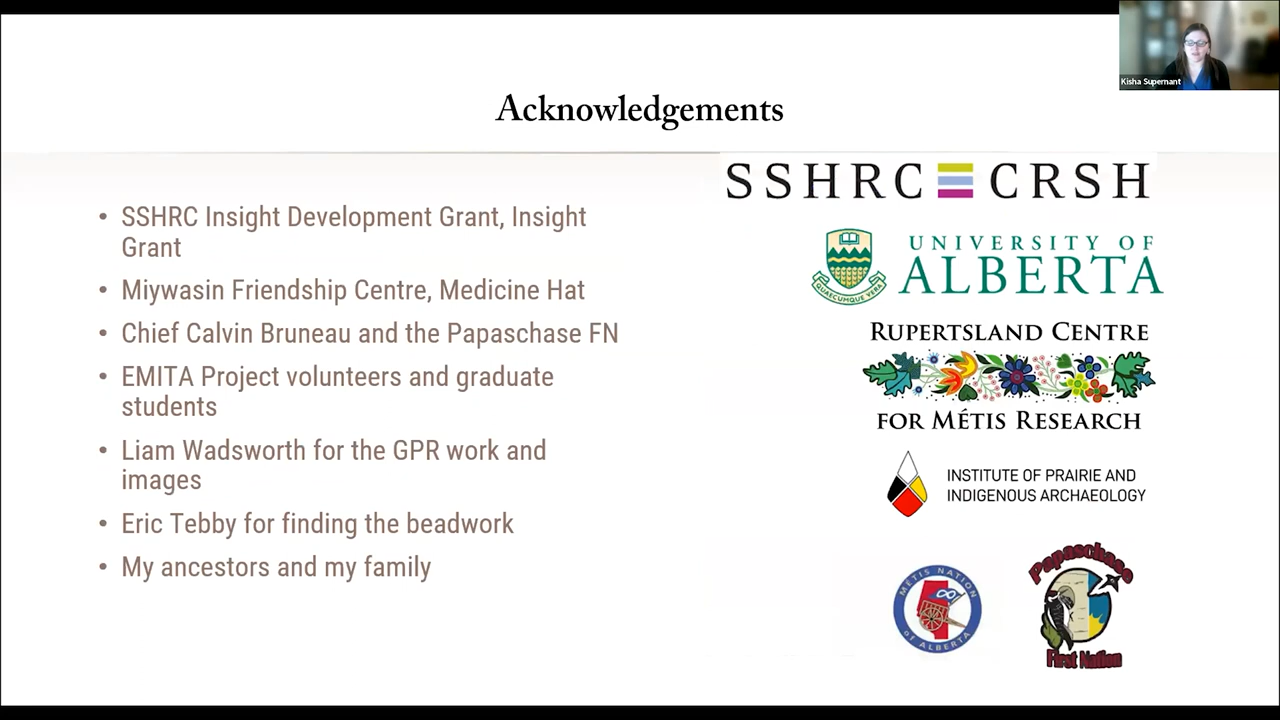 Kisha Supernant
Acknowledgements
• SSHRC Insight Development Grant, Insight
Grant
• Miywasin Friendship Centre, Medicine Hat
• Chief Calvin Bruneau and the Papaschase FN
• EMITA Project volunteers and graduate
students
• Liam Wadsworth for the GPR work and
images
• Eric Tebby for finding the beadwork
• My ancestors and my family
SSHRC CRSH
UNIVERSITY OF
ALBERTA
QUAECUMQUE VERA
RUPERTSLAND CENTRE
FOR MÉTIS RESEARCH
INSTITUTE OF PRAIRIE AND
INDIGENOUS ARCHAEOLOGY
MÉTIS NATION
of ALBERTA
Papaschase
First Nation